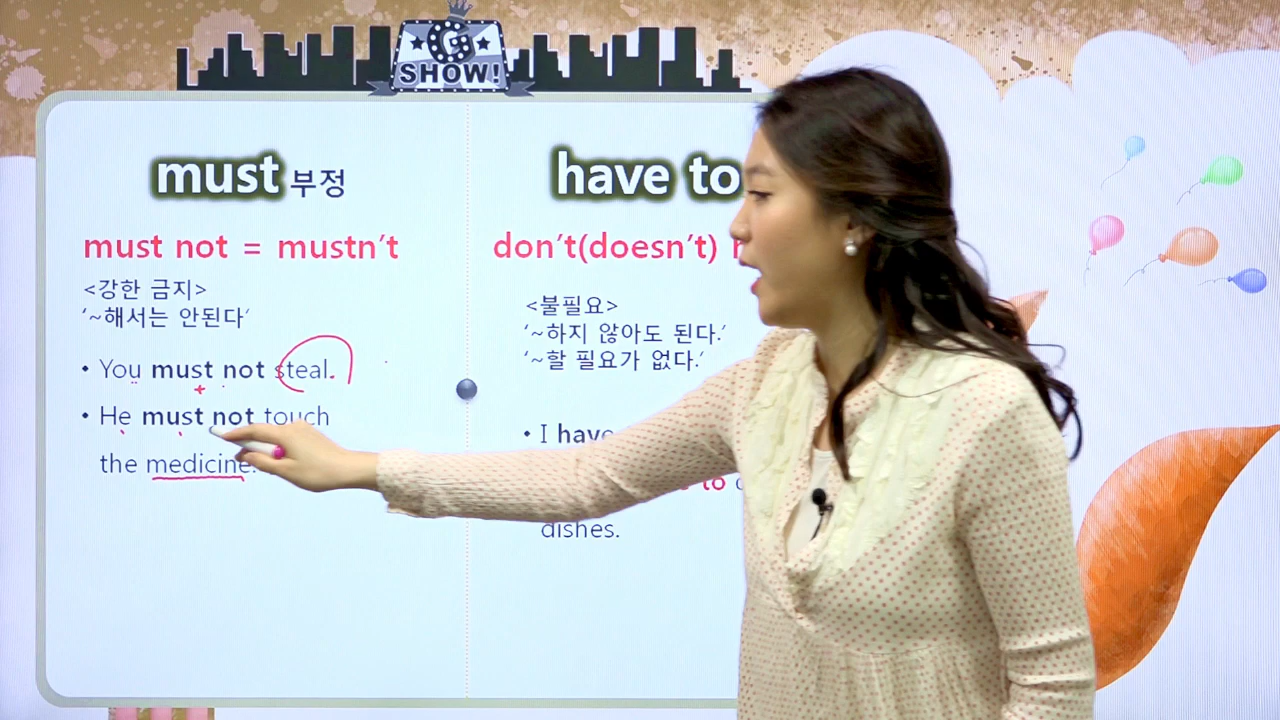 G
SHOW!
must 부정
must not = mustn't
<강한 금지>
'~해서는 안된다'
• You must not steal.
• He must not touch
the medicine.
have to
don't(doesn't)
<불필요>
'~하지 않아도 된다.'
'~할 필요가 없다.'
• I have
to
dishes.